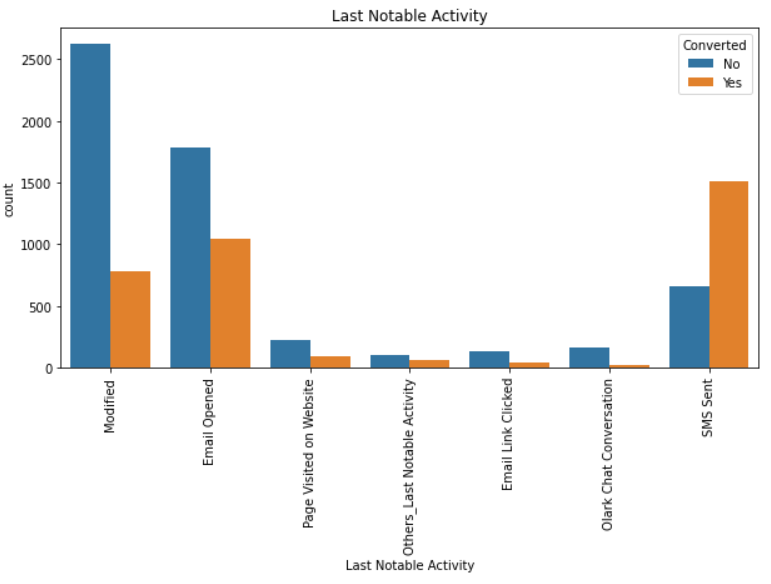 Last Notable Activity
Converted
No
Yes
2500
2000
1500
1000
500
0
count
Modified
Email Opened
Page Visited on Website
Others_Last Notable Activity
Email Link Clicked
Olark Chat Conversation
SMS Sent
Last Notable Activity